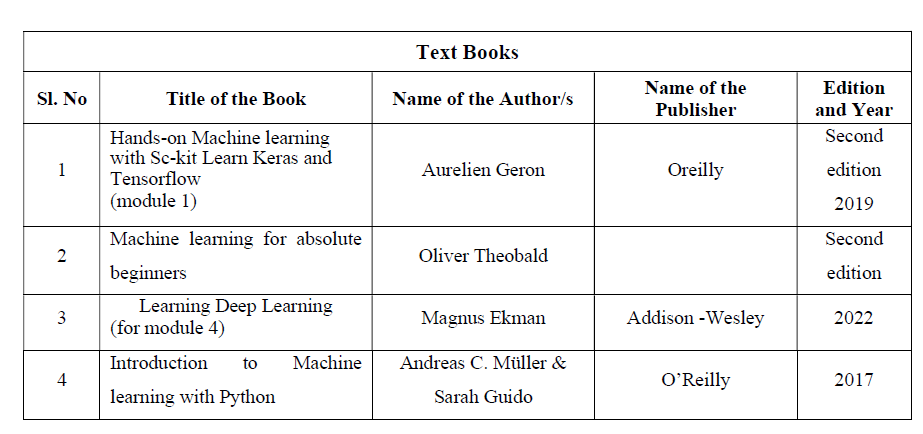 Text Books
Sl. No
Title of the Book
Name of the Author/s
Name of the
Publisher
Edition
and Year
1
Hands-on Machine learning
with Sc-kit Learn Keras and
Tensorflow
(module 1)
Aurelien Geron
Oreilly
Second
edition
2019
2
Machine learning for absolute
beginners
Oliver Theobald
Second
edition
3
Learning Deep Learning
(for module 4)
Magnus Ekman
Addison -Wesley
2022
4
Introduction to Machine
learning with Python
Andreas C. Müller &
Sarah Guido
O’Reilly
2017